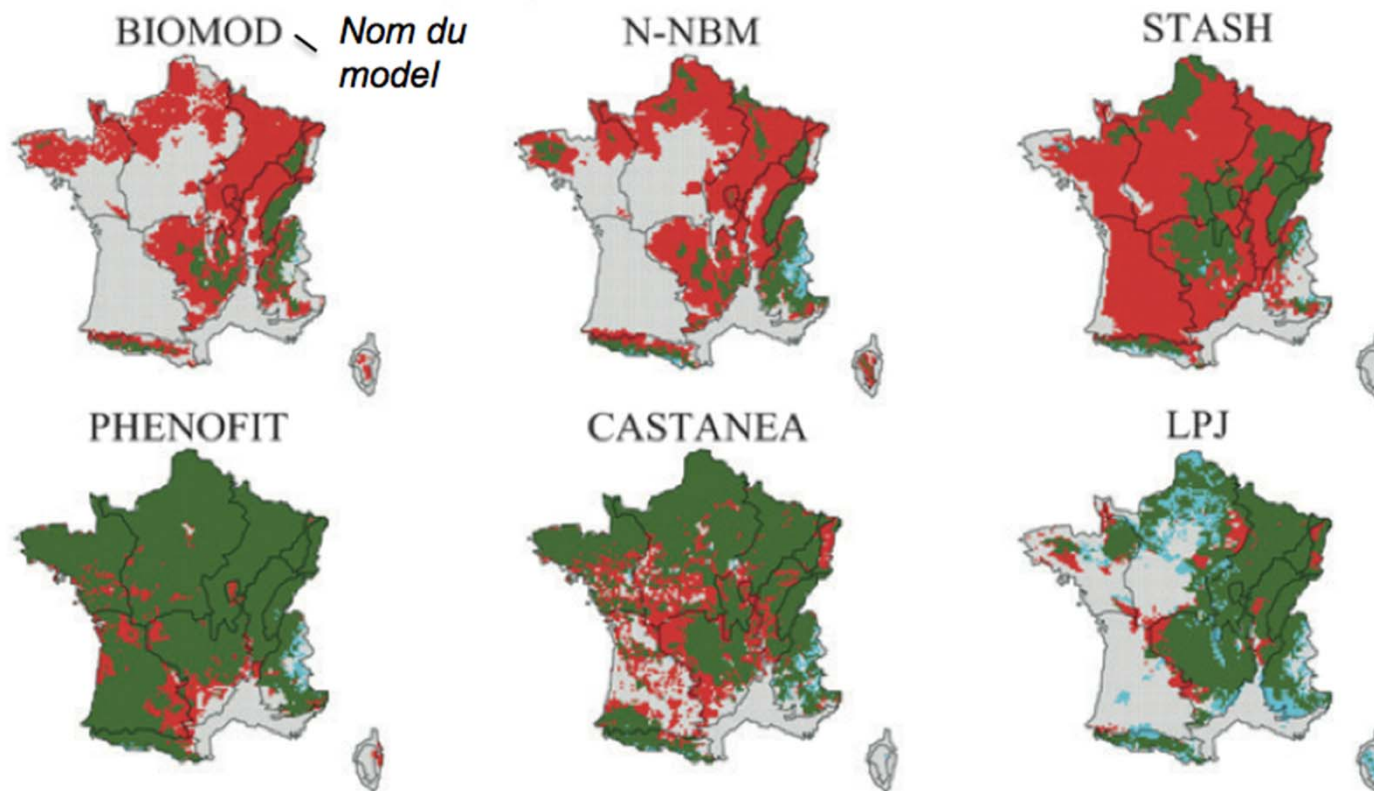 BIOMOD
Nom du
model
N-NBM
STASH
PHENOFIT
CASTANEA
LPJ